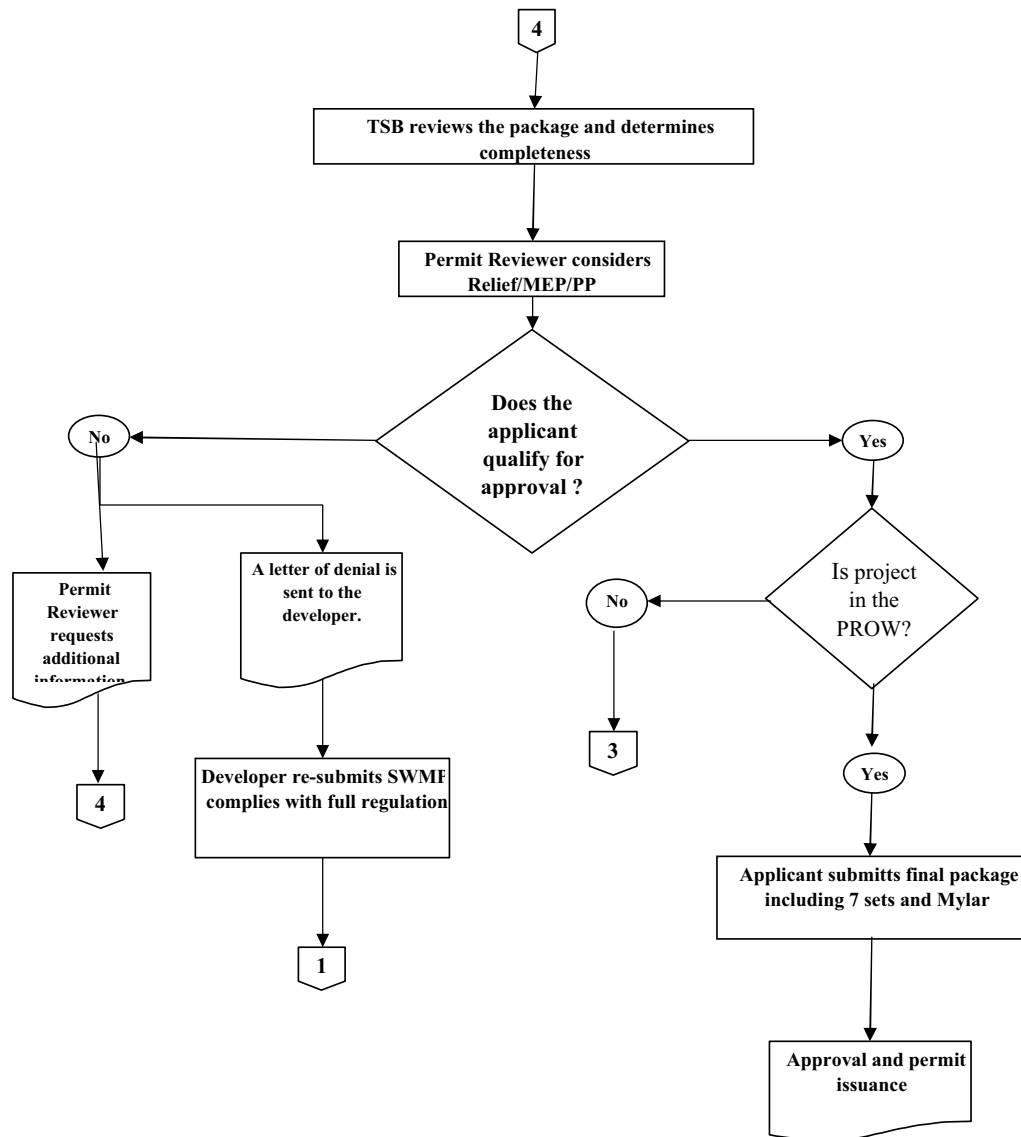 4
TSB reviews the package and determines
completeness
Permit Reviewer considers
Relief/MEP/PP
Does the
applicant
qualify for
approval ?
No
Yes
Permit
Reviewer
requests
additional
information
A letter of denial is
sent to the
developer.
Is project
in the
PROW?
No
3
Yes
4
Developer re-submits
complies with full regulation
1
Applicant submitts final package
including 7 sets and Mylar
Approval and permit
issuance